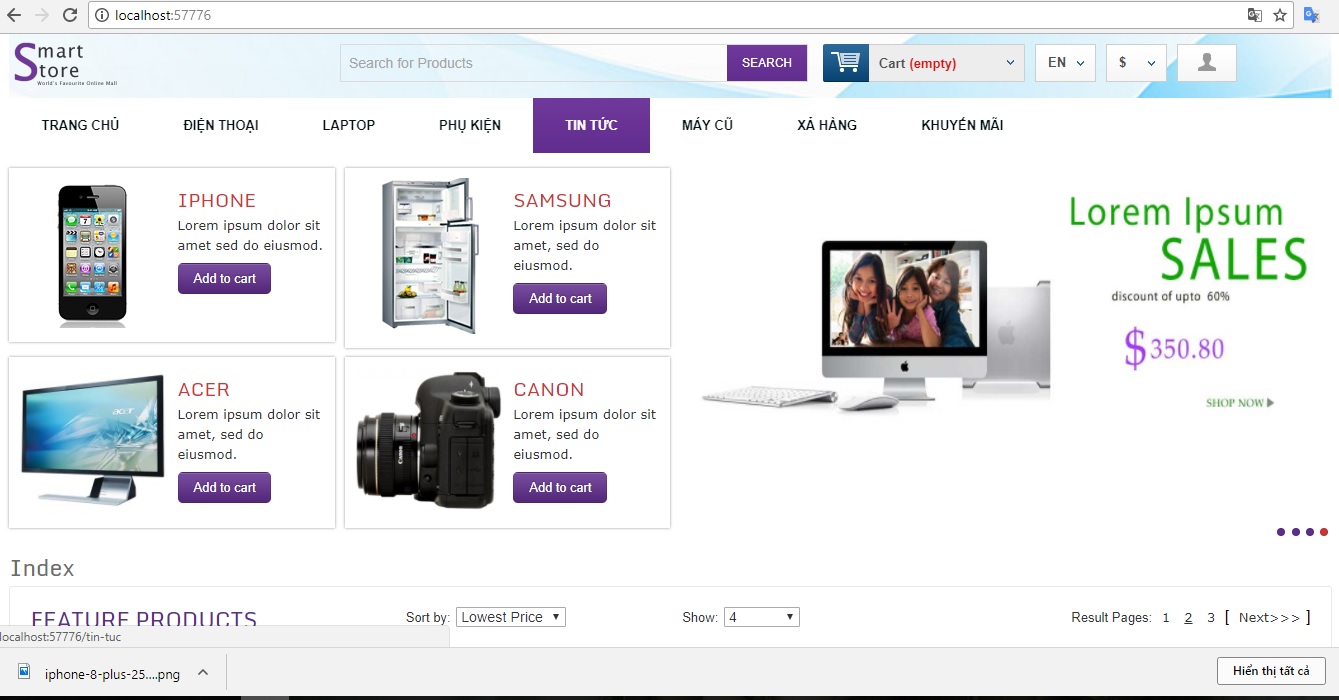 localhost:57776
Smart
Store
World's Favourite Online Mall
Search for Products
SEARCH
Cart (empty)
EN
$
TRANG CHỦ
ĐIỆN THOẠI
LAPTOP
PHỤ KIỆN
TIN TỨC
MÁY CŨ
XẢ HÀNG
KHUYẾN MÃI
IPHONE
Lorem ipsum dolor sit
amet sed do eiusmod.
Add to cart
SAMSUNG
Lorem ipsum dolor sit
amet, sed do
eiusmod.
Add to cart
Lorem Ipsum
SALES
discount of upto 60%
$350.80
SHOP NOW
acer
ACER
Lorem ipsum dolor sit
amet, sed do
eiusmod.
Add to cart
Canon
CANON
Lorem ipsum dolor sit
amet, sed do
eiusmod.
Add to cart
Index
FEATURE PRODUCTS
Sort by: Lowest Price
Show: 4
Result Pages: 1 2 3 [ Next>>> ]
localhost:57776/tin-tuc
iphone-8-plus-25....png
Hiển thị tất cả